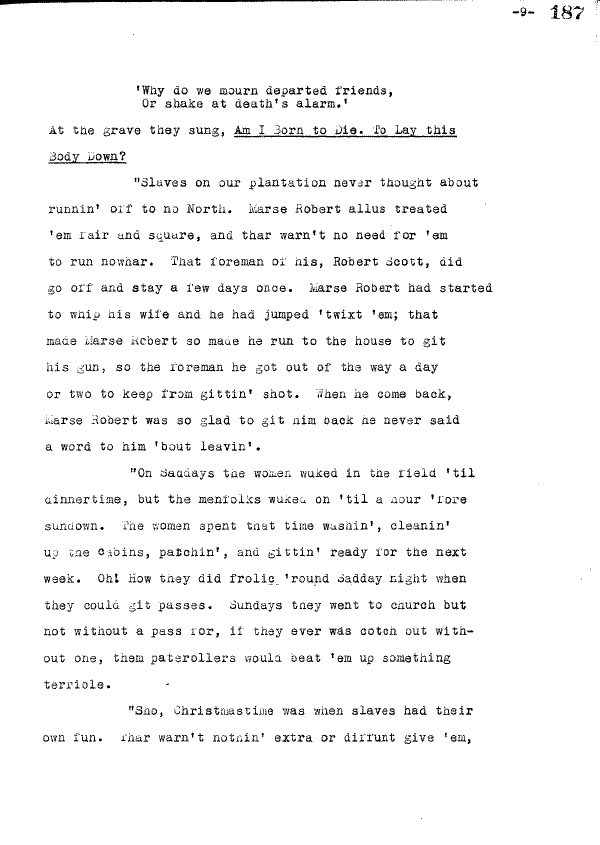 -9- 187
'Why do we mourn departed friends,
Or shake at death's alarm.'
At the grave they sung, Am I Born to Die. To Lay this
Body Down?
"Slaves on our plantation never thought about
runnin' off to no North. Marse Robert allus treated
'em fair and square, and thar warn't no need for 'em
to run nowhar. That foreman of his, Robert Scott, did
go off and stay a few days once. Marse Robert had started
to whip his wife and he had jumped 'twixt 'em; that
made Marse Robert so made he run to the house to git
his gun, so the foreman he got out of the way a day
or two to keep from gittin' shot. When he come back,
Marse Robert was so glad to git him back he never said
a word to him 'bout leavin'.
"On Saddays the women wuked in the field 'til
dinnertime, but the menfolks wuked on 'til a hour 'fore
sundown. The women spent that time washin', cleanin'
up the cabins, patchin', and gittin' ready for the next
week. Oh! How they did frolic 'round Sadday night when
they could git passes. Sundays they went to church but
not without a pass for, if they ever was cotch out with-
out one, them paterollers would beat 'em up something
terrible.
"Sho, Christmastime was when slaves had their
own fun. Thar warn't nothin' extra or diffunt give 'em,